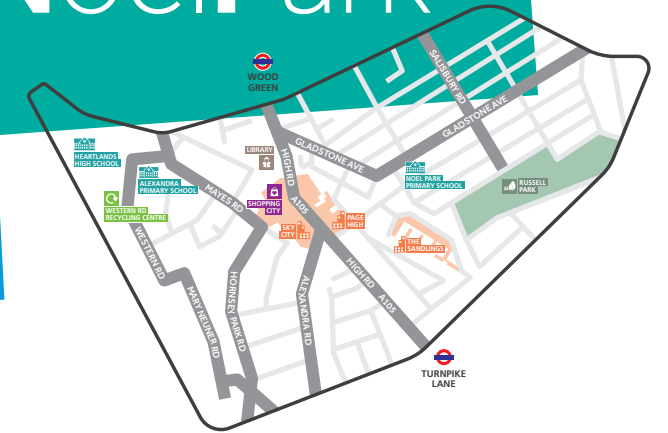 Noel Park
WOOD
GREEN
SALISBURY RD
GLADSTONE AVE
GLADSTONE AVE
HEARTLANDS
HIGH SCHOOL
LIBRARY
HIGH RD
ALEXANDRA
PRIMARY SCHOOL
NOEL PARK
PRIMARY SCHOOL
RUSSELL
PARK
MAYES RD
SHOPPING
CITY
A105
WESTERN RD
RECYCLING CENTRE
PAGE
HIGH
SKY
CITY
THE
SANDLINGS
WESTERN RD
MARY NEUNER RD
HORNSEY PARK RD
ALEXANDRA RD
HIGH RD A105
TURNPIKE
LANE